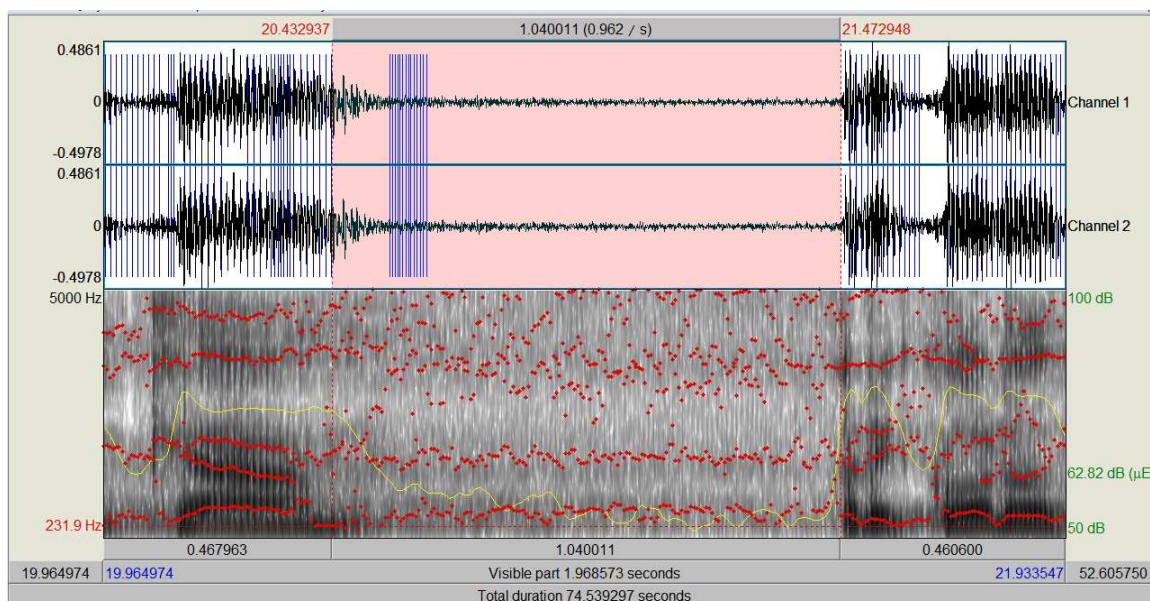 20.432937 1.040011 (0.962 / s) 21.472948
0.4861
0 Channel 1
-0.4978
0.4861
0 Channel 2
-0.4978
5000 Hz 100 dB
62.82 dB (µE
231.9 Hz 50 dB
0.467963 1.040011 0.460600
19.964974 19.964974 Visible part 1.968573 seconds 21.933547 52.605750
Total duration 74.539297 seconds